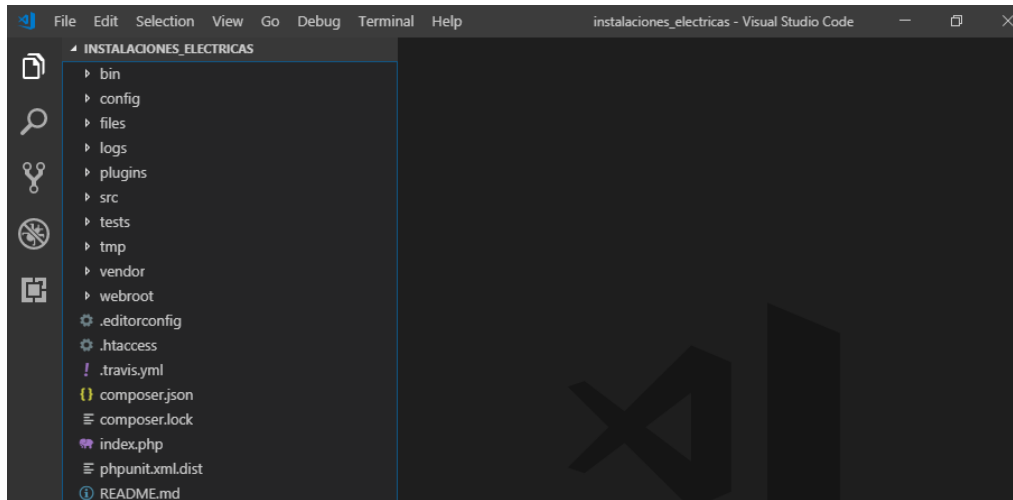 File Edit Selection View Go Debug Terminal Help instalaciones_electricas - Visual Studio Code
INSTALACIONES_ELECTRICAS
bin
config
files
logs
plugins
src
tests
tmp
vendor
webroot
.editorconfig
.htaccess
.travis.yml
composer.json
composer.lock
index.php
phpunit.xml.dist
README.md